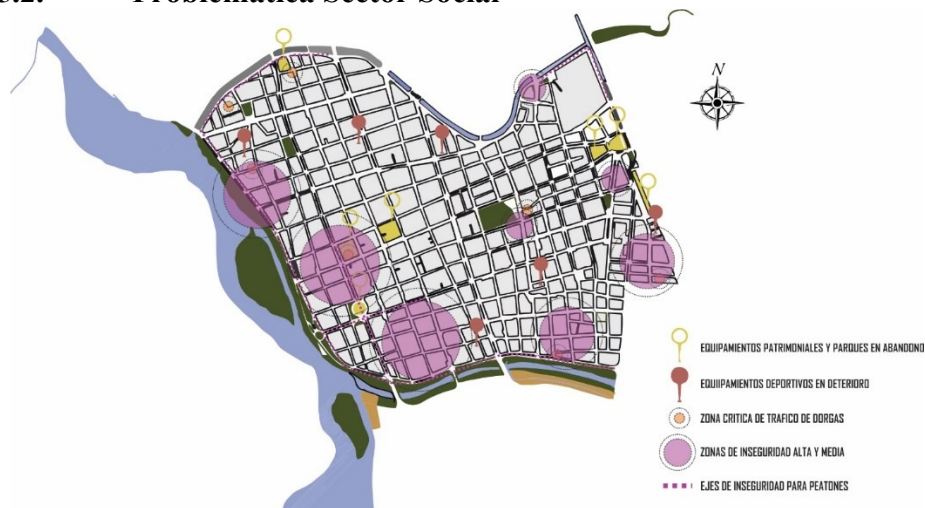 Problemática Sector Social
N
EQUIPAMIENTOS PATRIMONIALES Y PARQUES EN ABANDONO
EQUIIPAMIENTOS DEPORTIVOS EN DETERIORO
ZONA CRITICA DE TRAFICO DE DORGAS
ZONAS DE INSEGURIDAD ALTA Y MEDIA
EJES DE INSEGURIDAD PARA PEATONES